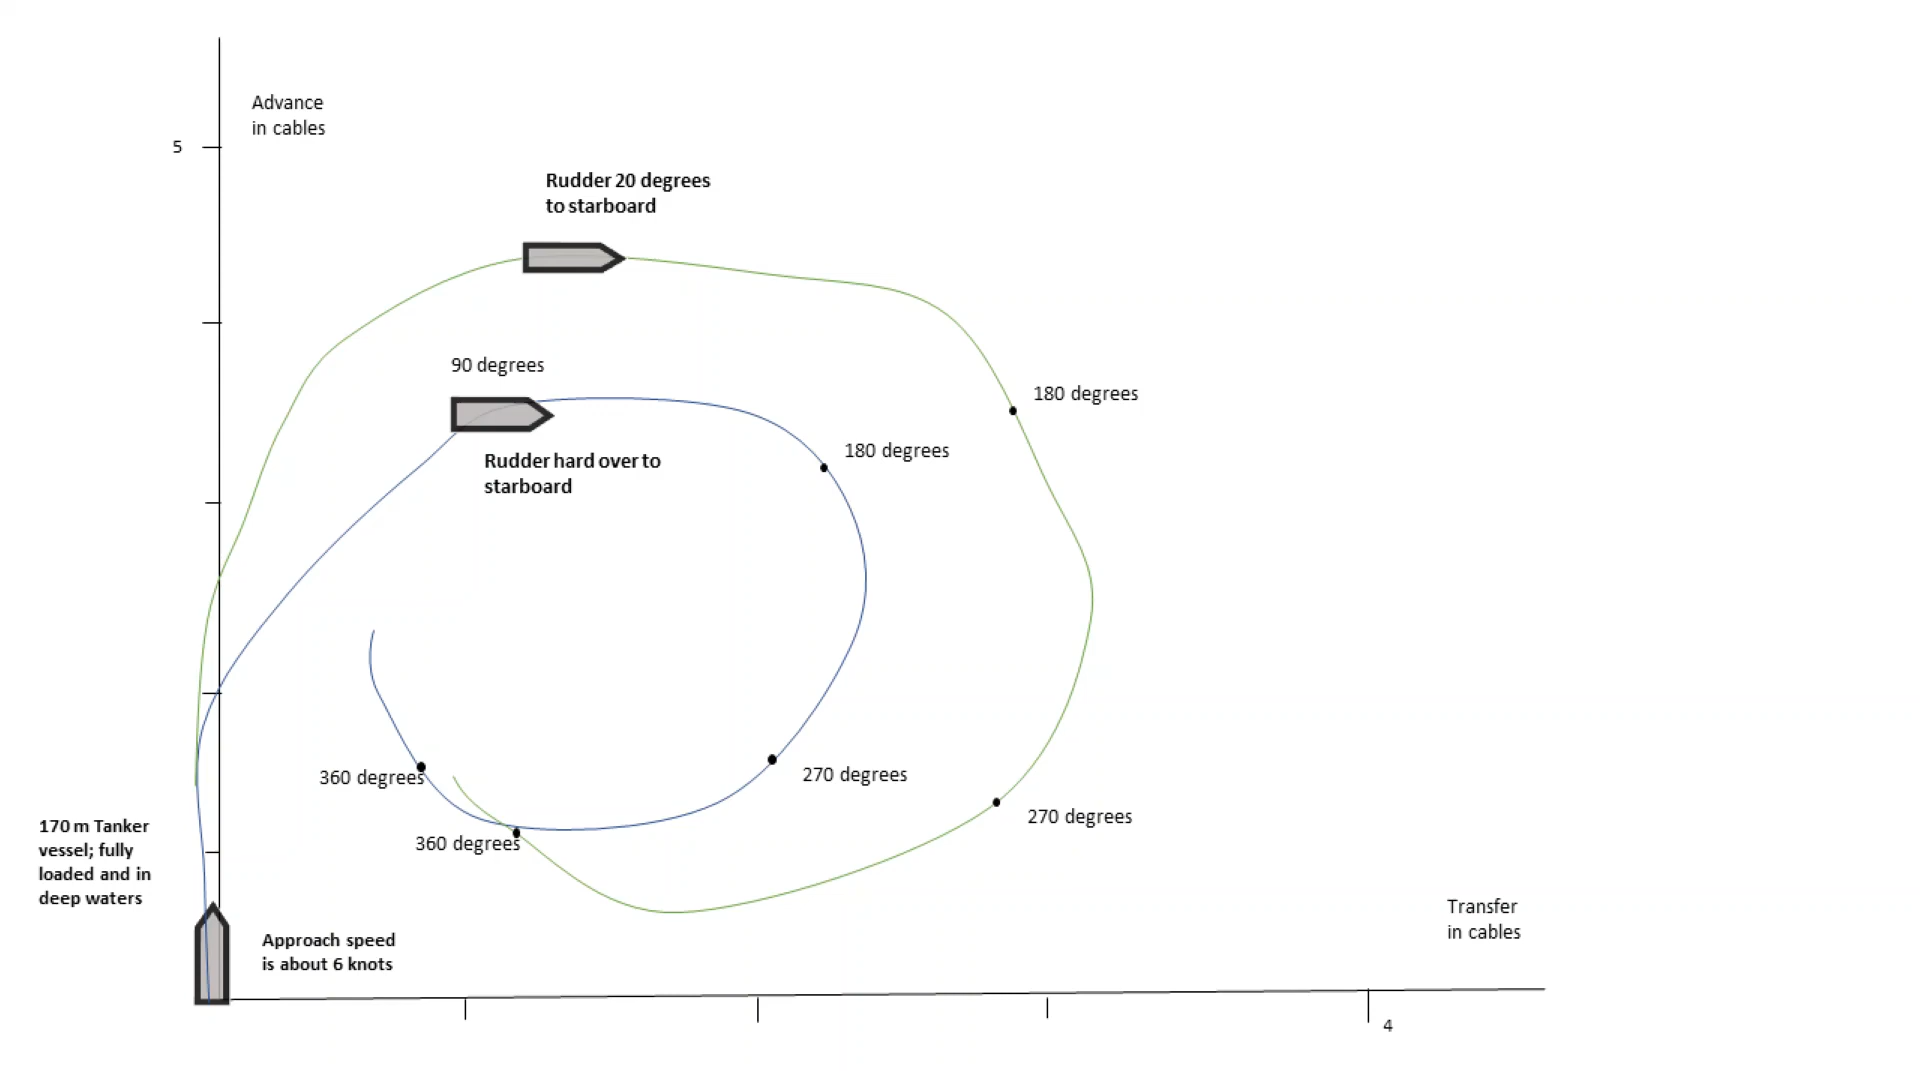 Advance
in cables
5
Rudder 20 degrees
to starboard
90 degrees
180 degrees
Rudder hard over to
starboard
180 degrees
360 degrees
270 degrees
360 degrees
270 degrees
170 m Tanker
vessel; fully
loaded and in
deep waters
Approach speed
is about 6 knots
Transfer
in cables
4